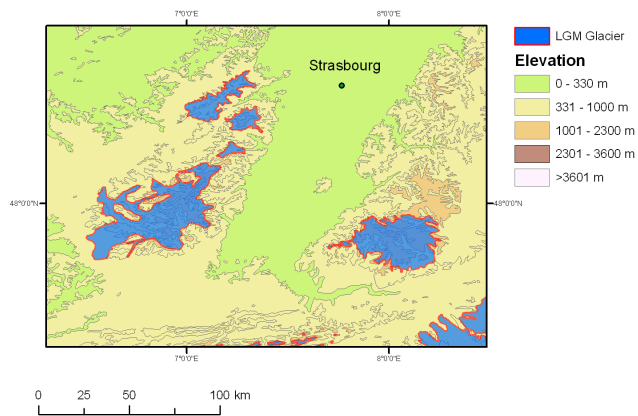 7°0'0"E 8°0'0"E
LGM Glacier
Elevation
Strasbourg
0 - 330 m
331 - 1000 m
1001 - 2300 m
2301 - 3600 m
>3601 m
48°0'0"N 48°0'0"N
7°0'0"E 8°0'0"E
0 25 50 100 km